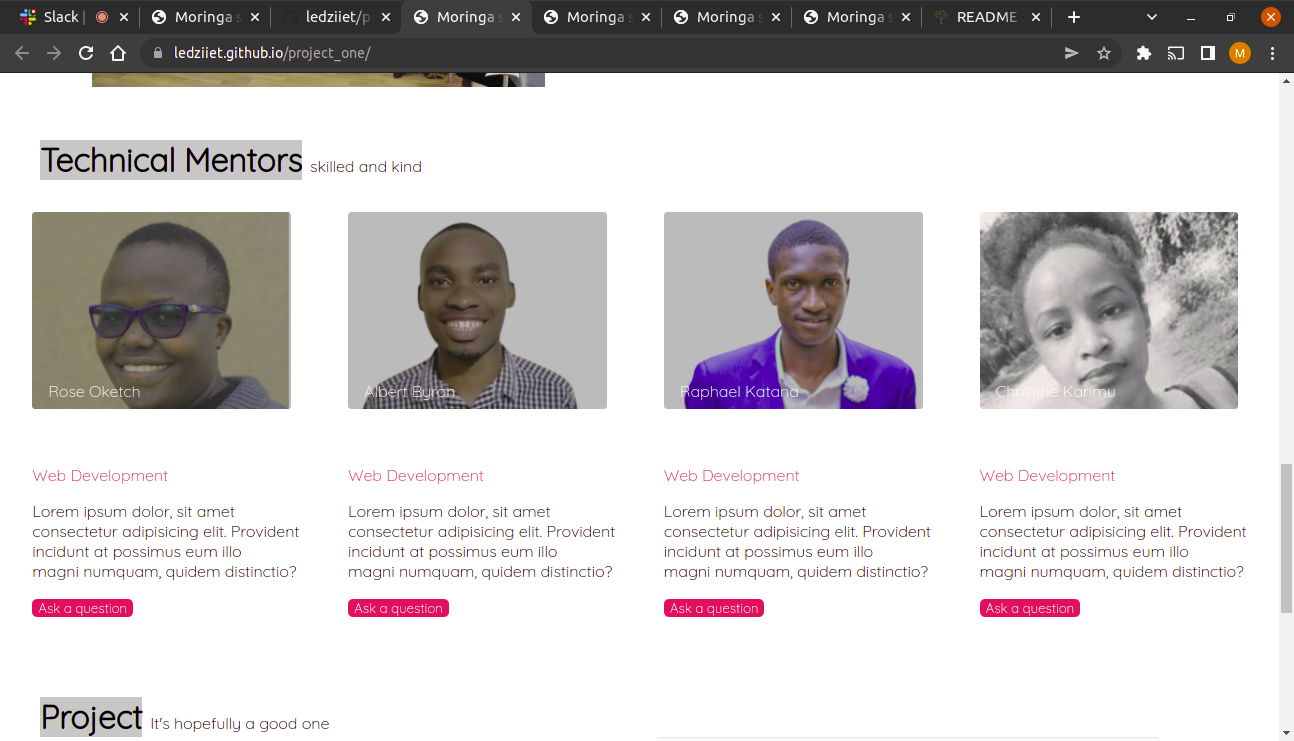 Slack |
Moringa s
ledziiet/p
Moringa s
Moringa s
Moringa s
Moringa s
README
ledziiet.github.io/project_one/
M
Technical Mentors skilled and kind
Rose Oketch
Albert Byron
Raphael Katana
Christine Karimu
Web Development
Lorem ipsum dolor, sit amet
consectetur adipisicing elit. Provident
incidunt at possimus eum illo
magni numquam, quidem distinctio?
Ask a question
Web Development
Lorem ipsum dolor, sit amet
consectetur adipisicing elit. Provident
incidunt at possimus eum illo
magni numquam, quidem distinctio?
Ask a question
Web Development
Lorem ipsum dolor, sit amet
consectetur adipisicing elit. Provident
incidunt at possimus eum illo
magni numquam, quidem distinctio?
Ask a question
Web Development
Lorem ipsum dolor, sit amet
consectetur adipisicing elit. Provident
incidunt at possimus eum illo
magni numquam, quidem distinctio?
Ask a question
Project It's hopefully a good one